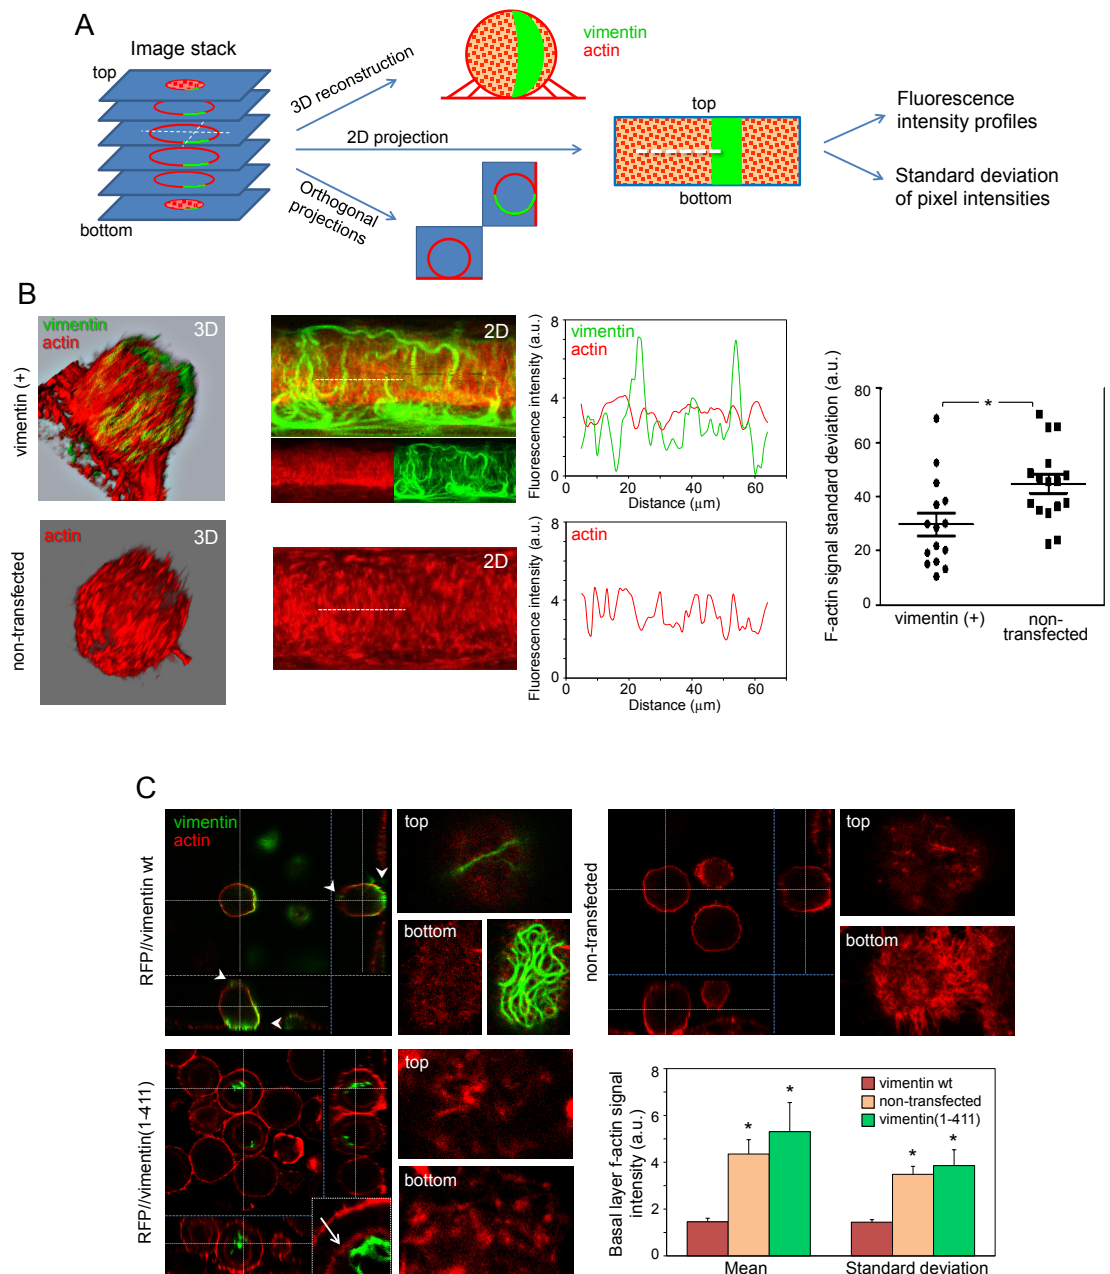 A
Image stack
top
bottom
3D reconstruction
2D projection
Orthogonal
projections
vimentin
actin
top
bottom
Fluorescence
intensity profiles
Standard deviation
of pixel intensities
B
vimentin (+)
vimentin
actin
3D
2D
Fluorescence intensity (a.u.)
8
4
0
vimentin
actin
0 20 40 60
Distance (μm)
non-transfected
actin
3D
2D
Fluorescence intensity (a.u.)
8
4
0
actin
0 20 40 60
Distance (μm)
F-actin signal standard deviation (a.u.)
80
60
40
20
0
*
vimentin (+)
non-
transfected
C
RFP//vimentin wt
vimentin
actin
top
bottom
non-transfected
top
bottom
RFP//vimentin(1-411)
top
bottom
Basal layer f-actin signal
intensity (a.u.)
8
6
4
2
0
vimentin wt
non-transfected
vimentin(1-411)
* * * *
Mean
Standard deviation